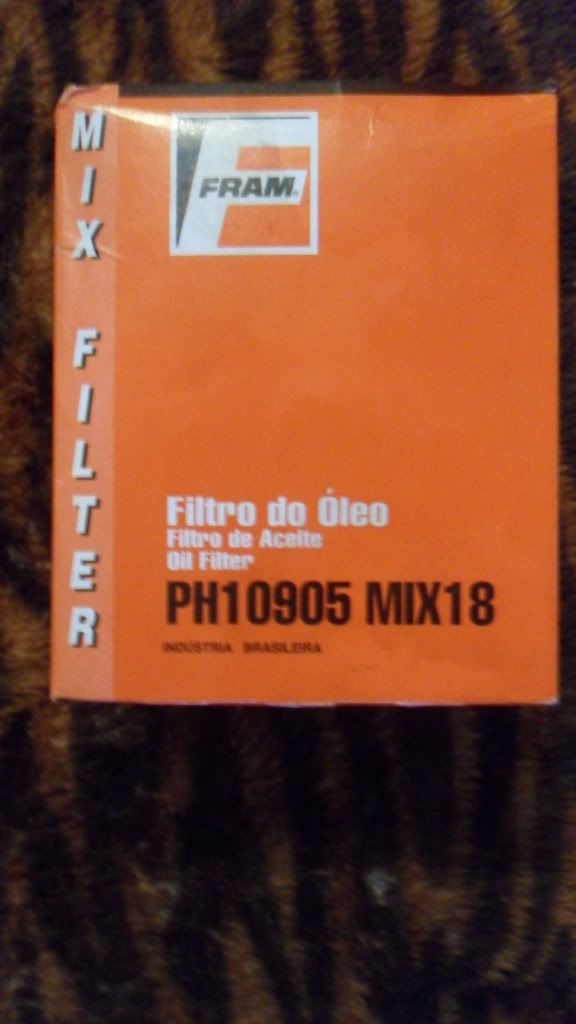 MIX FILTER
FRAM®
Filtro do Óleo
Filtro de Aceite
Oil Filter
PH10905 MIX18
INDÚSTRIA BRASILEIRA